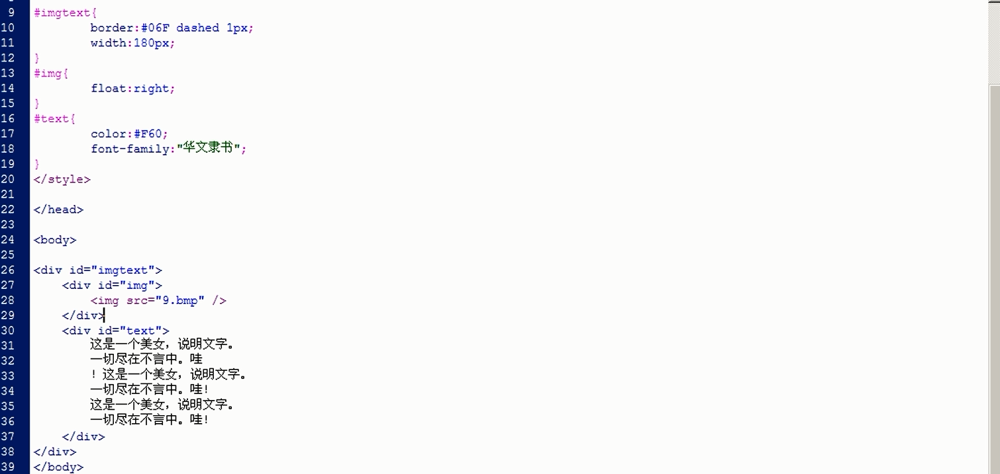 9 #imgtext{
10 border:#06F dashed 1px;
11 width:180px;
12 }
13 #img{
14 float:right;
15 }
16 #text{
17 color:#F60;
18 font-family:"华文隶书";
19 }
20 </style>
21
22 </head>
23
24 <body>
25
26 <div id="imgtext">
27 <div id="img">
28 <img src="9.bmp" />
29 </div>
30 <div id="text">
31 这是一个美女，说明文字。
32 一切尽在不言中。哇
33 ！这是一个美女，说明文字。
34 一切尽在不言中。哇！
35 这是一个美女，说明文字。
36 一切尽在不言中。哇！
37 </div>
38 </div>
39 </body>